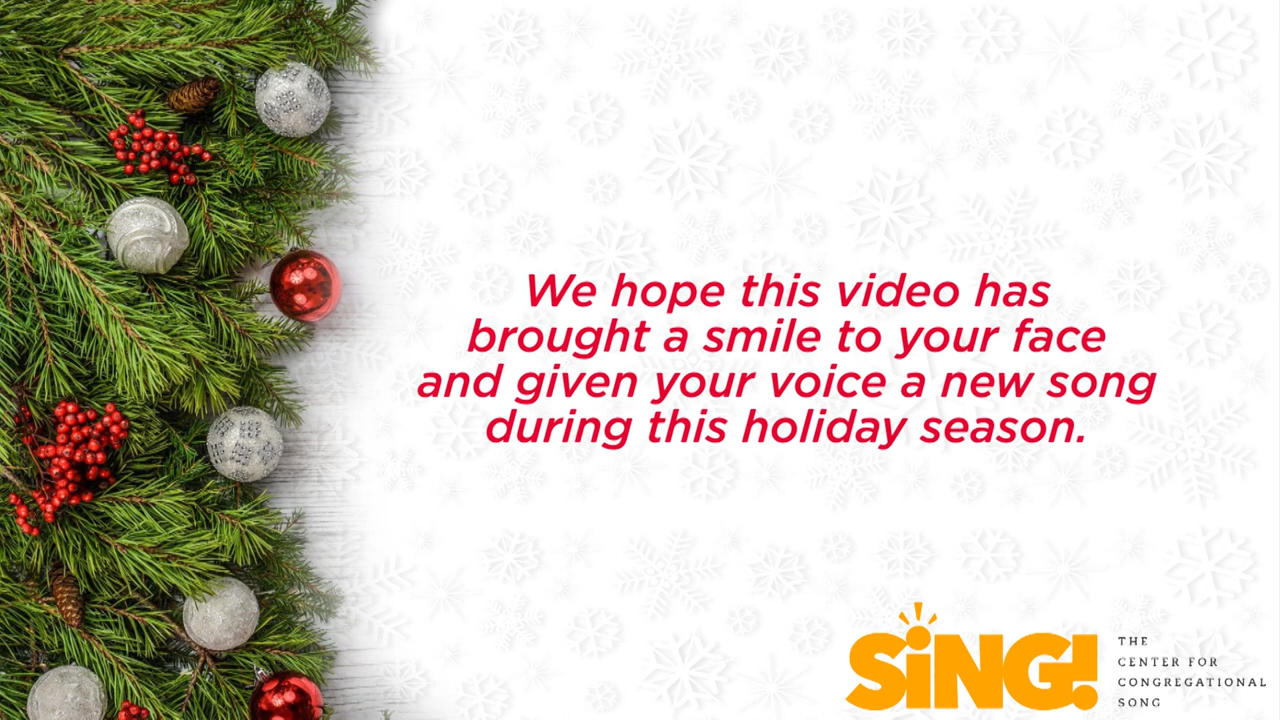 We hope this video has
brought a smile to your face
and given your voice a new song
during this holiday season.
SiNG!
THE
CENTER FOR
CONGREGATIONAL
SONG